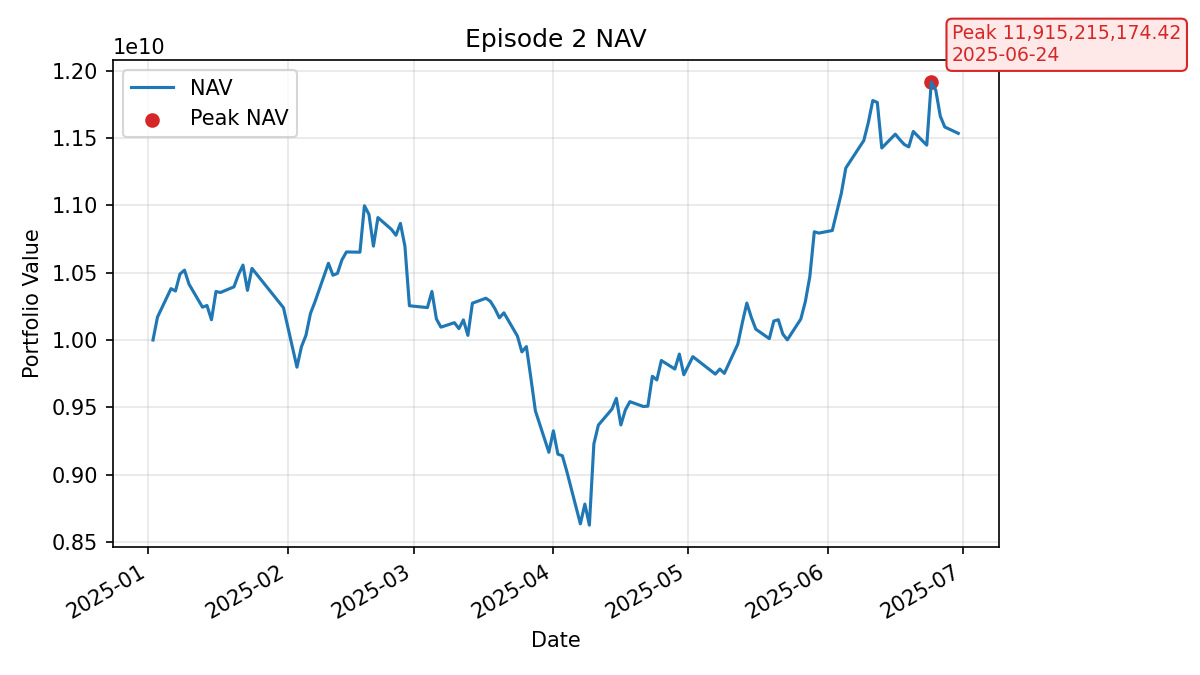 Episode 2 NAV
Peak 11,915,215,174.42
2025-06-24
1e10
NAV
Peak NAV
1.20
1.15
1.10
1.05
1.00
0.95
0.90
0.85
Portfolio Value
2025-01
2025-02
2025-03
2025-04
2025-05
2025-06
2025-07
Date